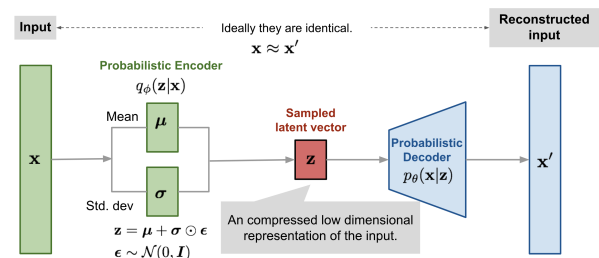 Input
Ideally they are identical.
x ≈ x′
Reconstructed
input
Probabilistic Encoder
qϕ(z|x)
Mean
μ
x
Std. dev
σ
z = μ + σ ⊙ ϵ
ϵ ∼ 𝒩(0, I)
Sampled
latent vector
z
An compressed low dimensional
representation of the input.
Probabilistic
Decoder
pθ(x|z)
x′